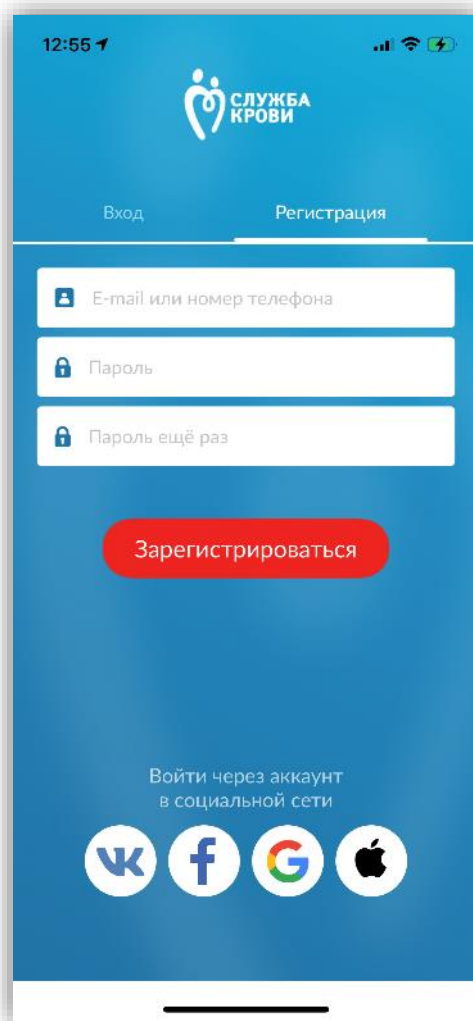 12:55
СЛУЖБА
КРОВИ
Вход Регистрация
E-mail или номер телефона
Пароль
Пароль ещё раз
Зарегистрироваться
Войти через аккаунт
в социальной сети